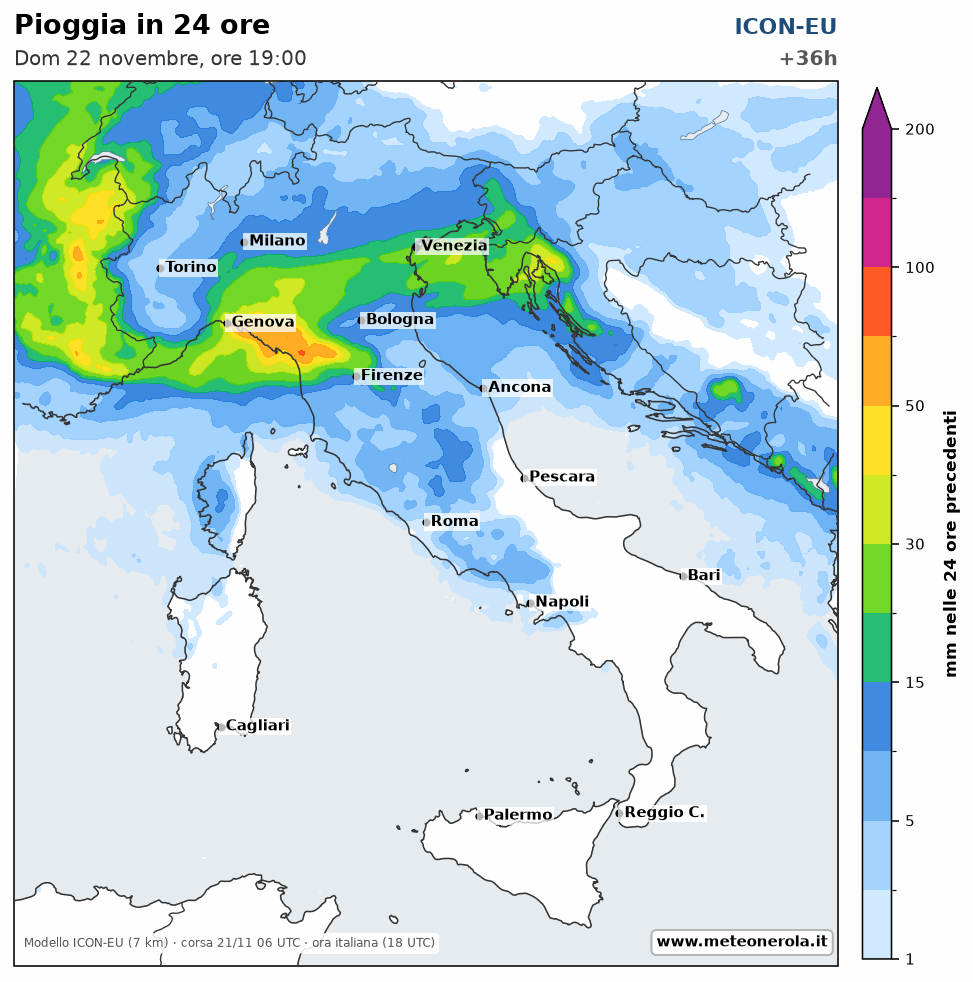 Pioggia in 24 ore
ICON-EU
Dom 22 novembre, ore 19:00
+36h
200
Milano
Venezia
Torino
100
Genova
Bologna
Firenze
Ancona
50
Pescara
Roma
30
Bari
Napoli
mm nelle 24 ore precedenti
15
Cagliari
5
Palermo
Reggio C.
Modello ICON-EU (7 km) · corsa 21/11 06 UTC · ora italiana (18 UTC)
www.meteonerola.it
1